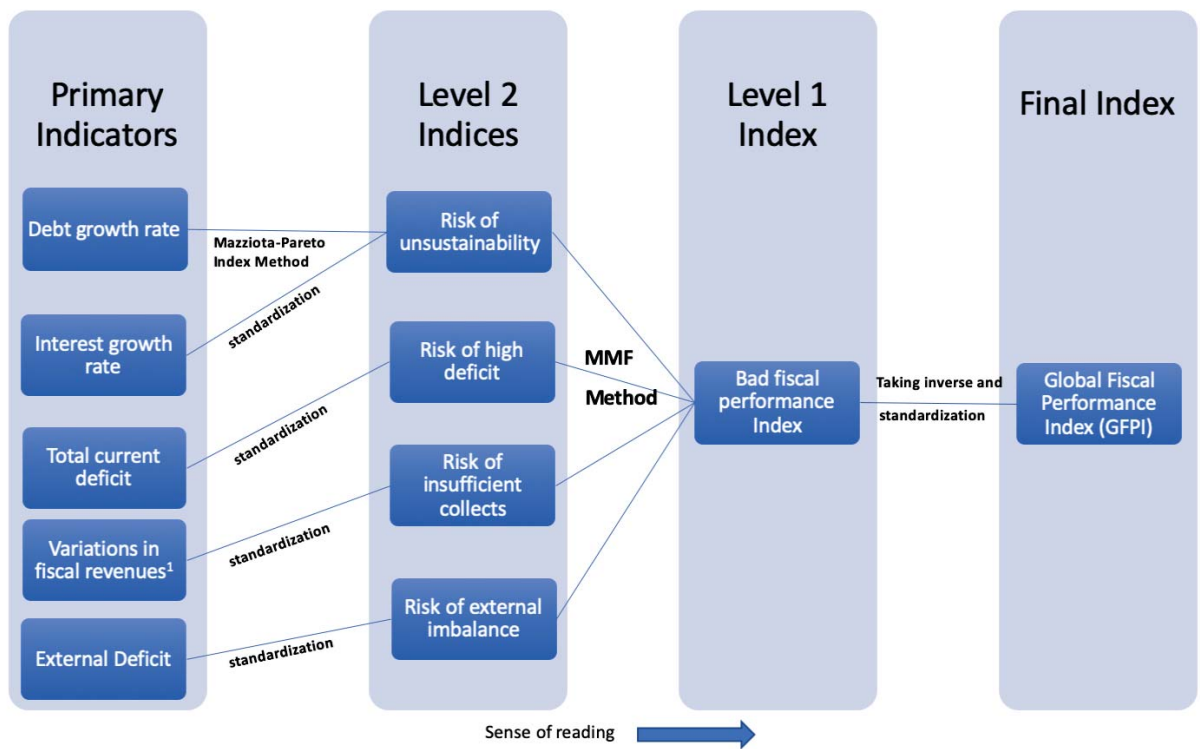 Primary
Indicators
Debt growth rate
Interest growth
rate
Total current
deficit
Variations in
fiscal revenues¹
External Deficit
Mazziota-Pareto
Index Method
standardization
standardization
standardization
standardization
Level 2
Indices
Risk of
unsustainability
Risk of high
deficit
Risk of
insufficient
collects
Risk of external
imbalance
MMF
Method
Level 1
Index
Bad fiscal
performance
Index
Taking inverse and
standardization
Final Index
Global Fiscal
Performance
Index (GFPI)
Sense of reading